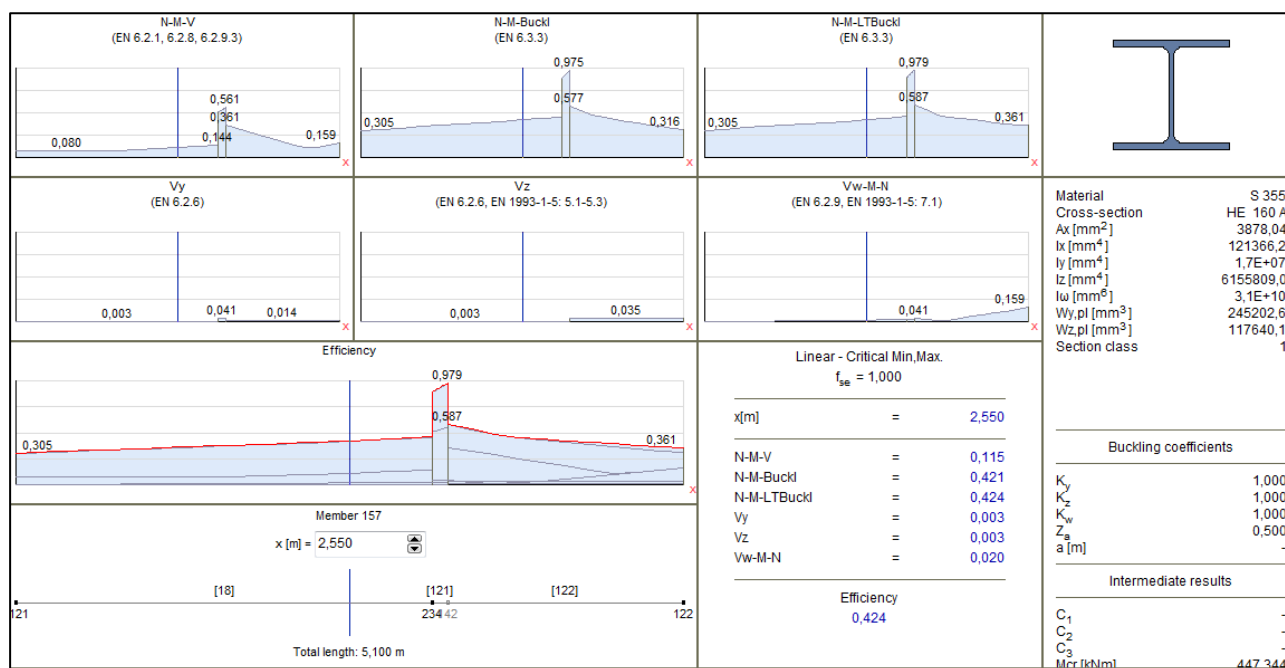 N-M-V
(EN 6.2.1, 6.2.8, 6.2.9.3)
0,561
0,361
0,144
0,080
0,159
x
N-M-Buckl
(EN 6.3.3)
0,975
0,577
0,305
0,316
x
N-M-LTBuckl
(EN 6.3.3)
0,979
0,587
0,305
0,361
x
Vy
(EN 6.2.6)
0,003
0,041
0,014
x
Vz
(EN 6.2.6, EN 1993-1-5: 5.1-5.3)
0,003
0,035
x
Vw-M-N
(EN 6.2.9, EN 1993-1-5: 7.1)
0,041
0,159
x
Efficiency
0,979
0,587
0,305
0,361
x
Member 157
x [m] = 2,550
[18] [121] [122]
121 234 142 122
Total length: 5,100 m
Linear - Critical Min,Max.
fse = 1,000
x[m] = 2,550
N-M-V = 0,115
N-M-Buckl = 0,421
N-M-LTBuckl = 0,424
Vy = 0,003
Vz = 0,003
Vw-M-N = 0,020
Efficiency
0,424
Material S 355
Cross-section HE 160 A
Ax [mm2] 3878,04
Ix [mm4] 121366,2
Iy [mm4] 1,7E+07
Iz [mm4] 6155809,0
Iω [mm6] 3,1E+10
Wy,pl [mm3] 245202,6
Wz,pl [mm3] 117640,1
Section class 1
Buckling coefficients
Ky 1,000
Kz 1,000
Kw 1,000
Za 0,500
a [m] -
Intermediate results
C1 -
C2 -
C3 -
Mcr [kNm] 447,344